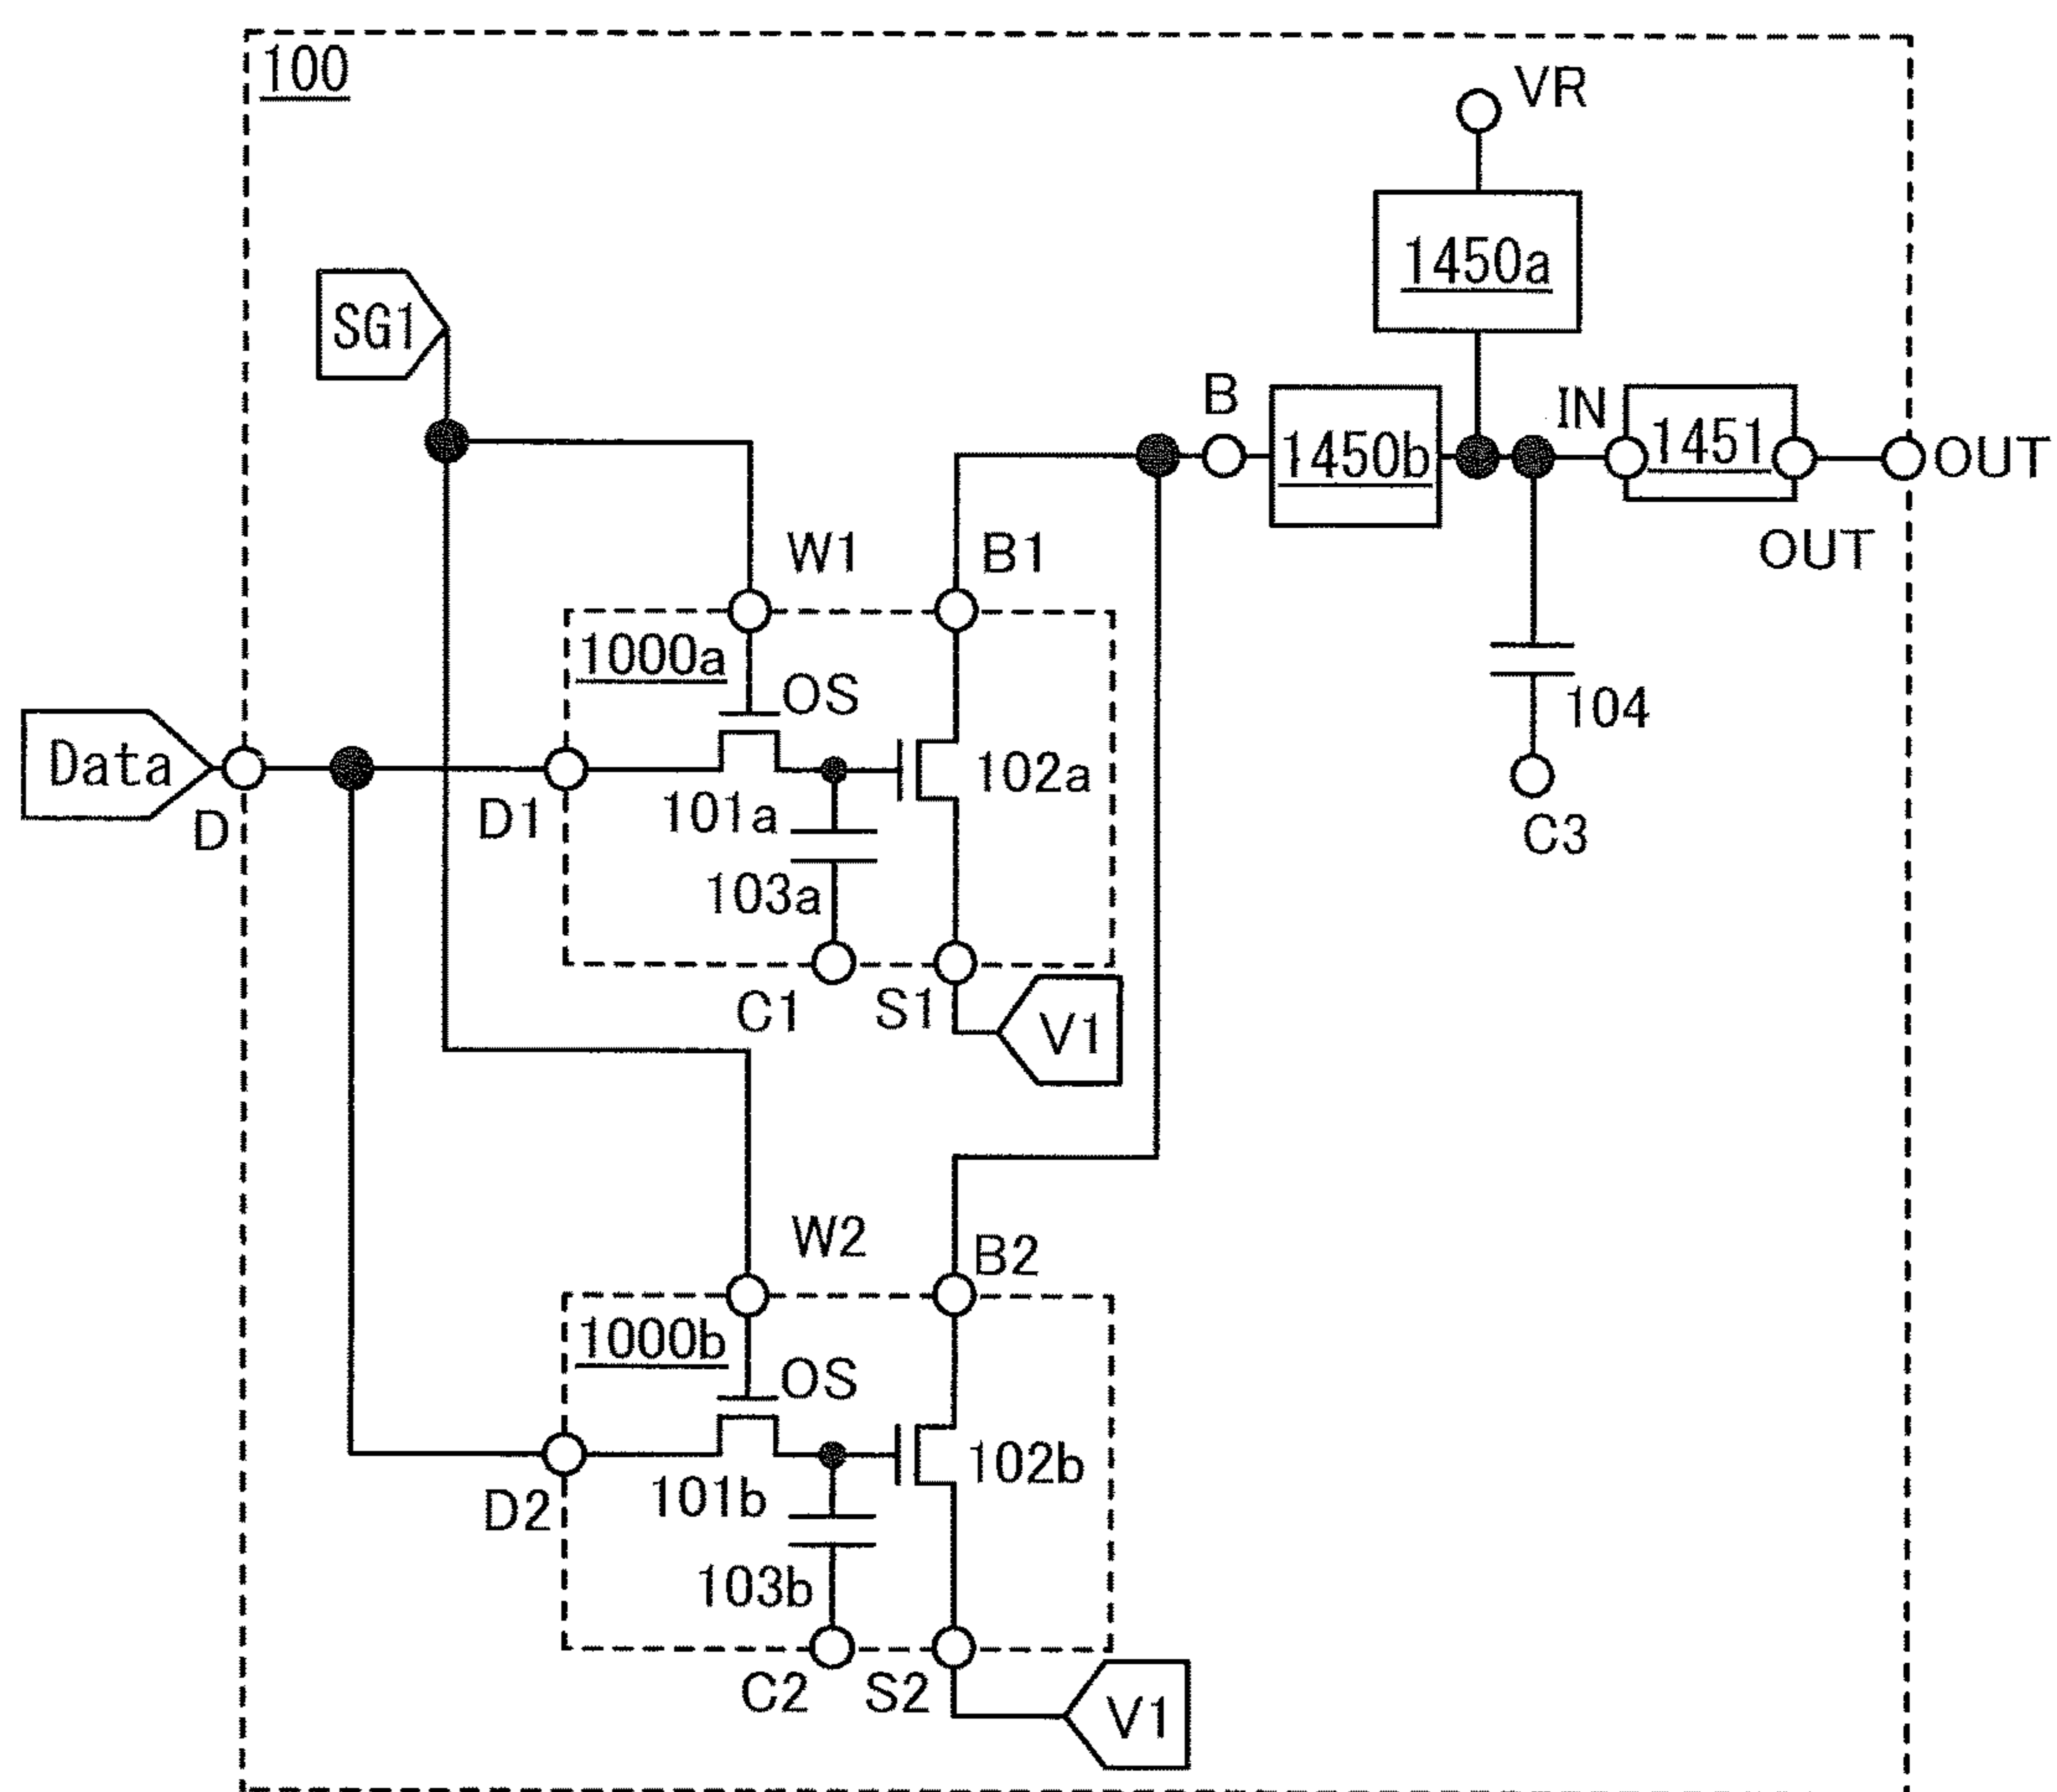 100
VR
1450a
SG1
B
1450b
IN
1451
OUT
OUT
W1
B1
1000a
OS
104
Data
D
D1
101a
102a
C3
103a
C1
S1
V1
W2
B2
1000b
OS
D2
101b
102b
103b
C2
S2
V1